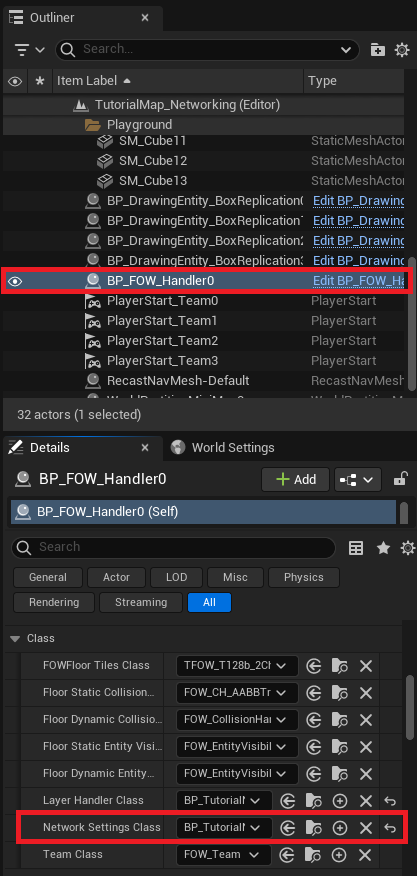 Outliner
Search...
Item Label Type
TutorialMap_Networking (Editor)
Playground
SM_Cube11 StaticMeshActor
SM_Cube12 StaticMeshActo
SM_Cube13 StaticMeshActo
BP_DrawingEntity_BoxReplication0 Edit BP_Drawing
BP_DrawingEntity_BoxReplication Edit BP_Drawing
BP_DrawingEntity_BoxReplication2 Edit BP_Drawing
BP_DrawingEntity_BoxReplication3 Edit BP_Drawing
BP_FOW_Handler0 Edit BP_FOW_Ha
PlayerStart_Team0 PlayerStart
PlayerStart_Team1 PlayerStart
PlayerStart_Team2 PlayerStart
PlayerStart_Team3 PlayerStart
RecastNavMesh-Default RecastNavMesh
32 actors (1 selected)
Details World Settings
BP_FOW_Handler0 Add
BP_FOW_Handler0 (Self)
Search
General Actor LOD Misc Physics
Rendering Streaming All
Class
FOWFloor Tiles Class TFOW_T128b_2Ch
Floor Static Collision... FOW_CH_AABBTr
Floor Dynamic Collisio... FOW_CollisionHan
Floor Static Entity Visi... FOW_EntityVisibil
Floor Dynamic Entity... FOW_EntityVisibil
Layer Handler Class BP_Tutorial
Network Settings Class BP_Tutorial
Team Class FOW_Team